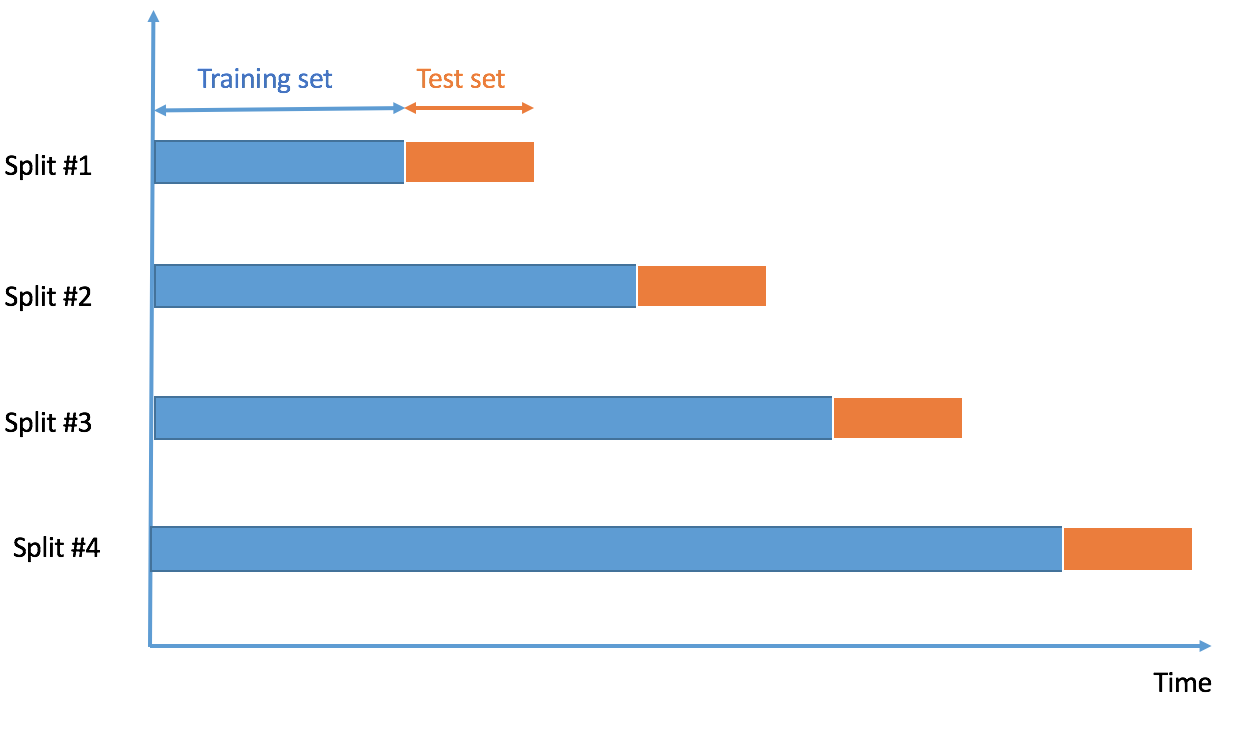 Training set
Test set
Split #1
Split #2
Split #3
Split #4
Time